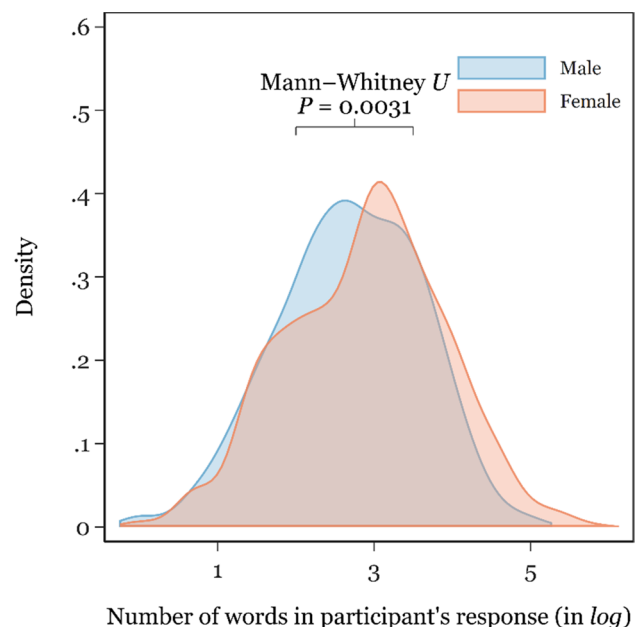 .6
.5
.4
.3
.2
.1
0
Density
Mann–Whitney U
P = 0.0031
Male
Female
1 3 5
Number of words in participant's response (in log)